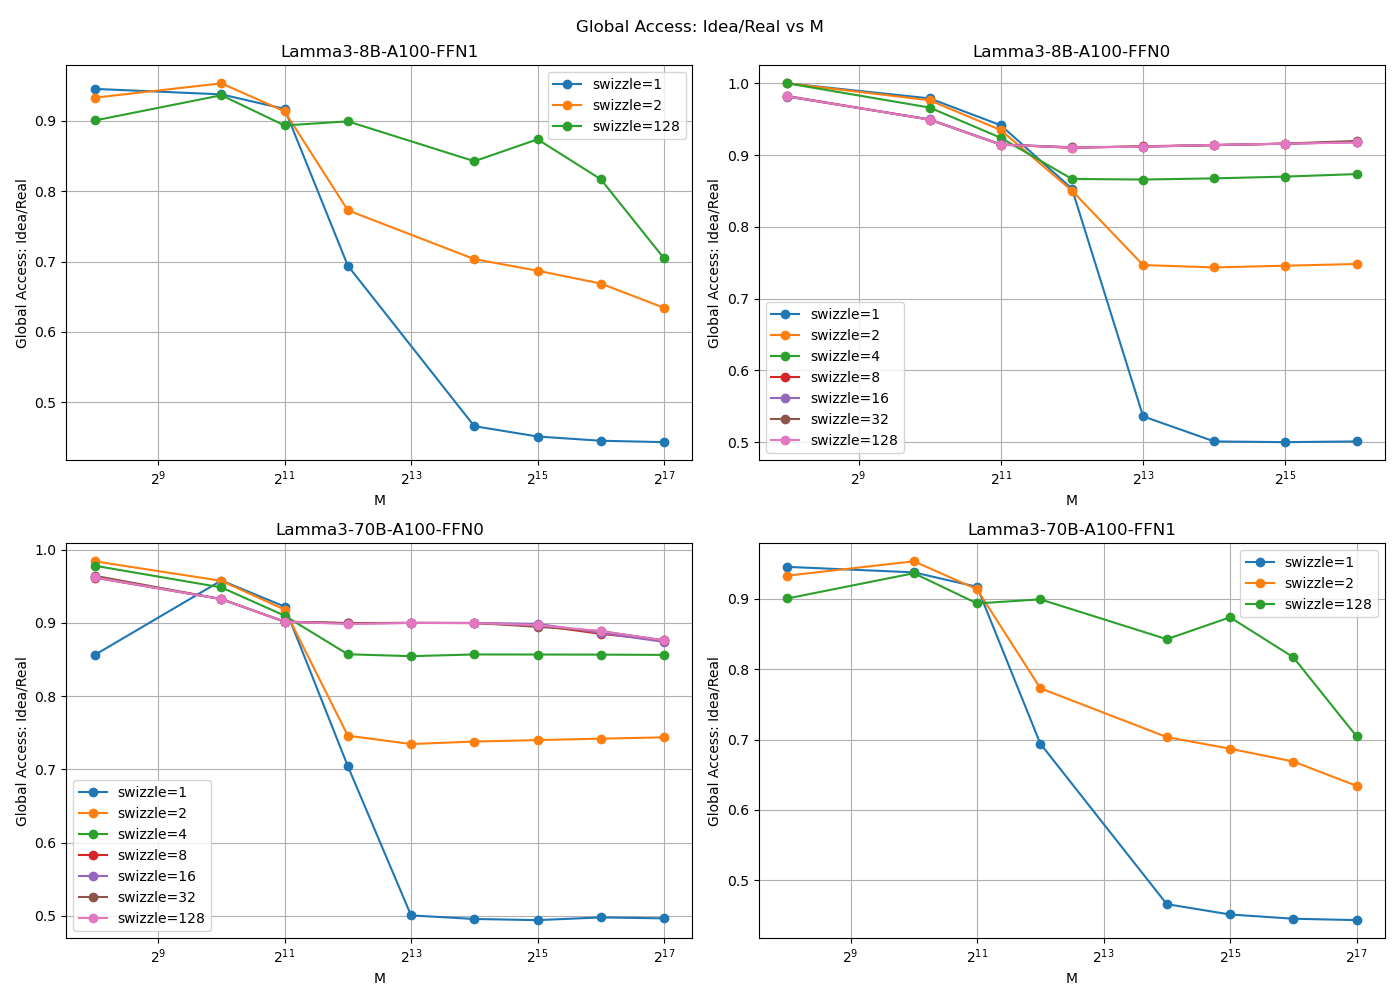 Global Access: Idea/Real vs M
Lamma3-8B-A100-FFN1
Global Access: Idea/Real
0.9
0.8
0.7
0.6
0.5
2^9
2^11
2^13
2^15
2^17
M
swizzle=1
swizzle=2
swizzle=128
Lamma3-8B-A100-FFN0
Global Access: Idea/Real
1.0
0.9
0.8
0.7
0.6
0.5
2^9
2^11
2^13
2^15
M
swizzle=1
swizzle=2
swizzle=4
swizzle=8
swizzle=16
swizzle=32
swizzle=128
Lamma3-70B-A100-FFN0
Global Access: Idea/Real
1.0
0.9
0.8
0.7
0.6
0.5
2^9
2^11
2^13
2^15
2^17
M
swizzle=1
swizzle=2
swizzle=4
swizzle=8
swizzle=16
swizzle=32
swizzle=128
Lamma3-70B-A100-FFN1
Global Access: Idea/Real
0.9
0.8
0.7
0.6
0.5
2^9
2^11
2^13
2^15
2^17
M
swizzle=1
swizzle=2
swizzle=128